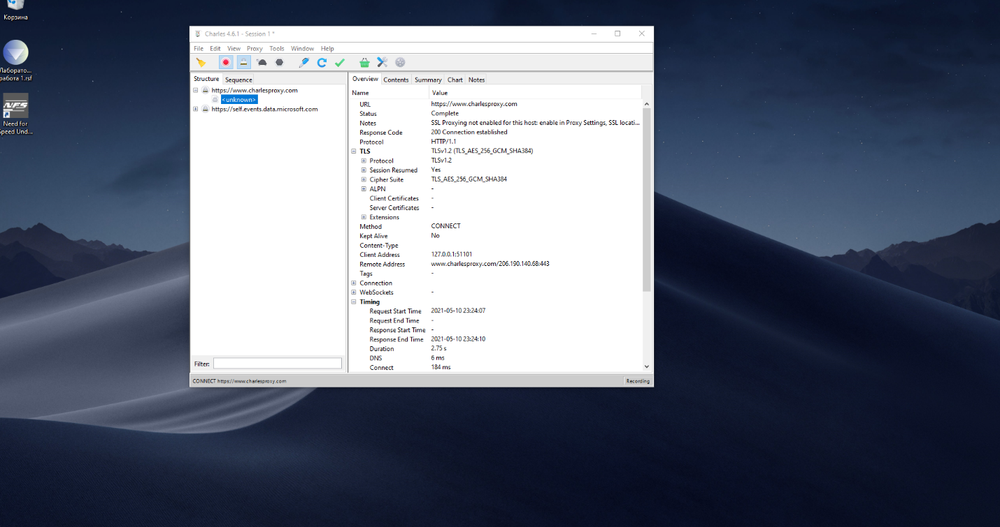 Корзина
Лаборато...
работа 1.rsf
NFS
Need for
Speed Und...
Charles 4.6.1 - Session 1 *
File Edit View Proxy Tools Window Help
Structure Sequence
https://www.charlesproxy.com
<unknown>
https://self.events.data.microsoft.com
Filter:
Overview Contents Summary Chart Notes
Name Value
URL https://www.charlesproxy.com
Status Complete
Notes SSL Proxying not enabled for this host: enable in Proxy Settings, SSL locati...
Response Code 200 Connection established
Protocol HTTP/1.1
TLS TLSv1.2 (TLS_AES_256_GCM_SHA384)
Protocol TLSv1.2
Session Resumed Yes
Cipher Suite TLS_AES_256_GCM_SHA384
ALPN -
Client Certificates -
Server Certificates -
Extensions
Method CONNECT
Kept Alive No
Content-Type
Client Address 127.0.0.1:51101
Remote Address www.charlesproxy.com/206.190.140.68:443
Tags -
Connection
WebSockets -
Timing
Request Start Time 2021-05-10 23:24:07
Request End Time -
Response Start Time -
Response End Time 2021-05-10 23:24:10
Duration 2.75 s
DNS 6 ms
Connect 184 ms
CONNECT https://www.charlesproxy.com Recording